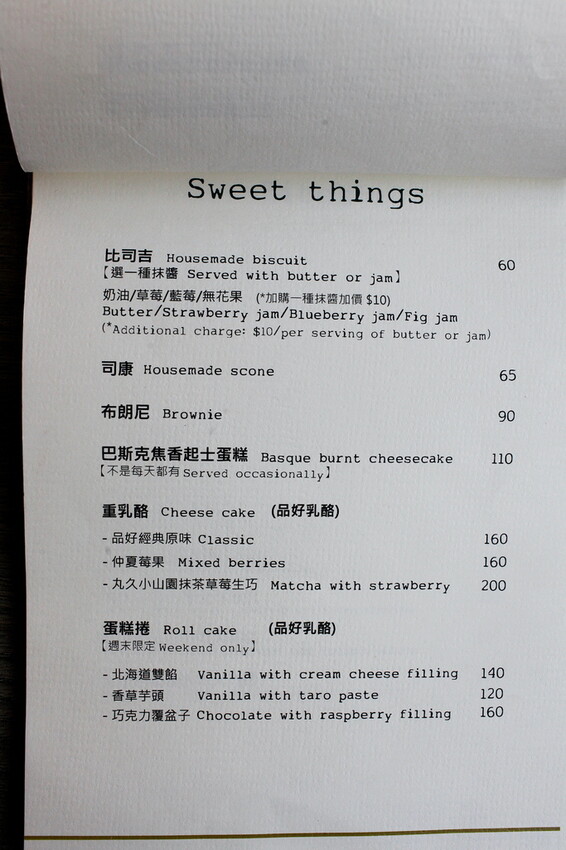 Sweet things
比司吉 Housemade biscuit 60
【選一種抹醬 Served with butter or jam】
奶油/草莓/藍莓/無花果 (*加購一種抹醬加價 $10)
Butter/Strawberry jam/Blueberry jam/Fig jam
(*Additional charge: $10/per serving of butter or jam)
司康 Housemade scone 65
布朗尼 Brownie 90
巴斯克焦香起士蛋糕 Basque burnt cheesecake 110
【不是每天都有 Served occasionally】
重乳酪 Cheese cake (品好乳酪)
- 品好經典原味 Classic 160
- 仲夏莓果 Mixed berries 160
- 丸久小山園抹茶草莓生巧 Matcha with strawberry 200
蛋糕捲 Roll cake (品好乳酪)
【週末限定 Weekend only】
- 北海道雙餡 Vanilla with cream cheese filling 140
- 香草芋頭 Vanilla with taro paste 120
- 巧克力覆盆子 Chocolate with raspberry filling 160